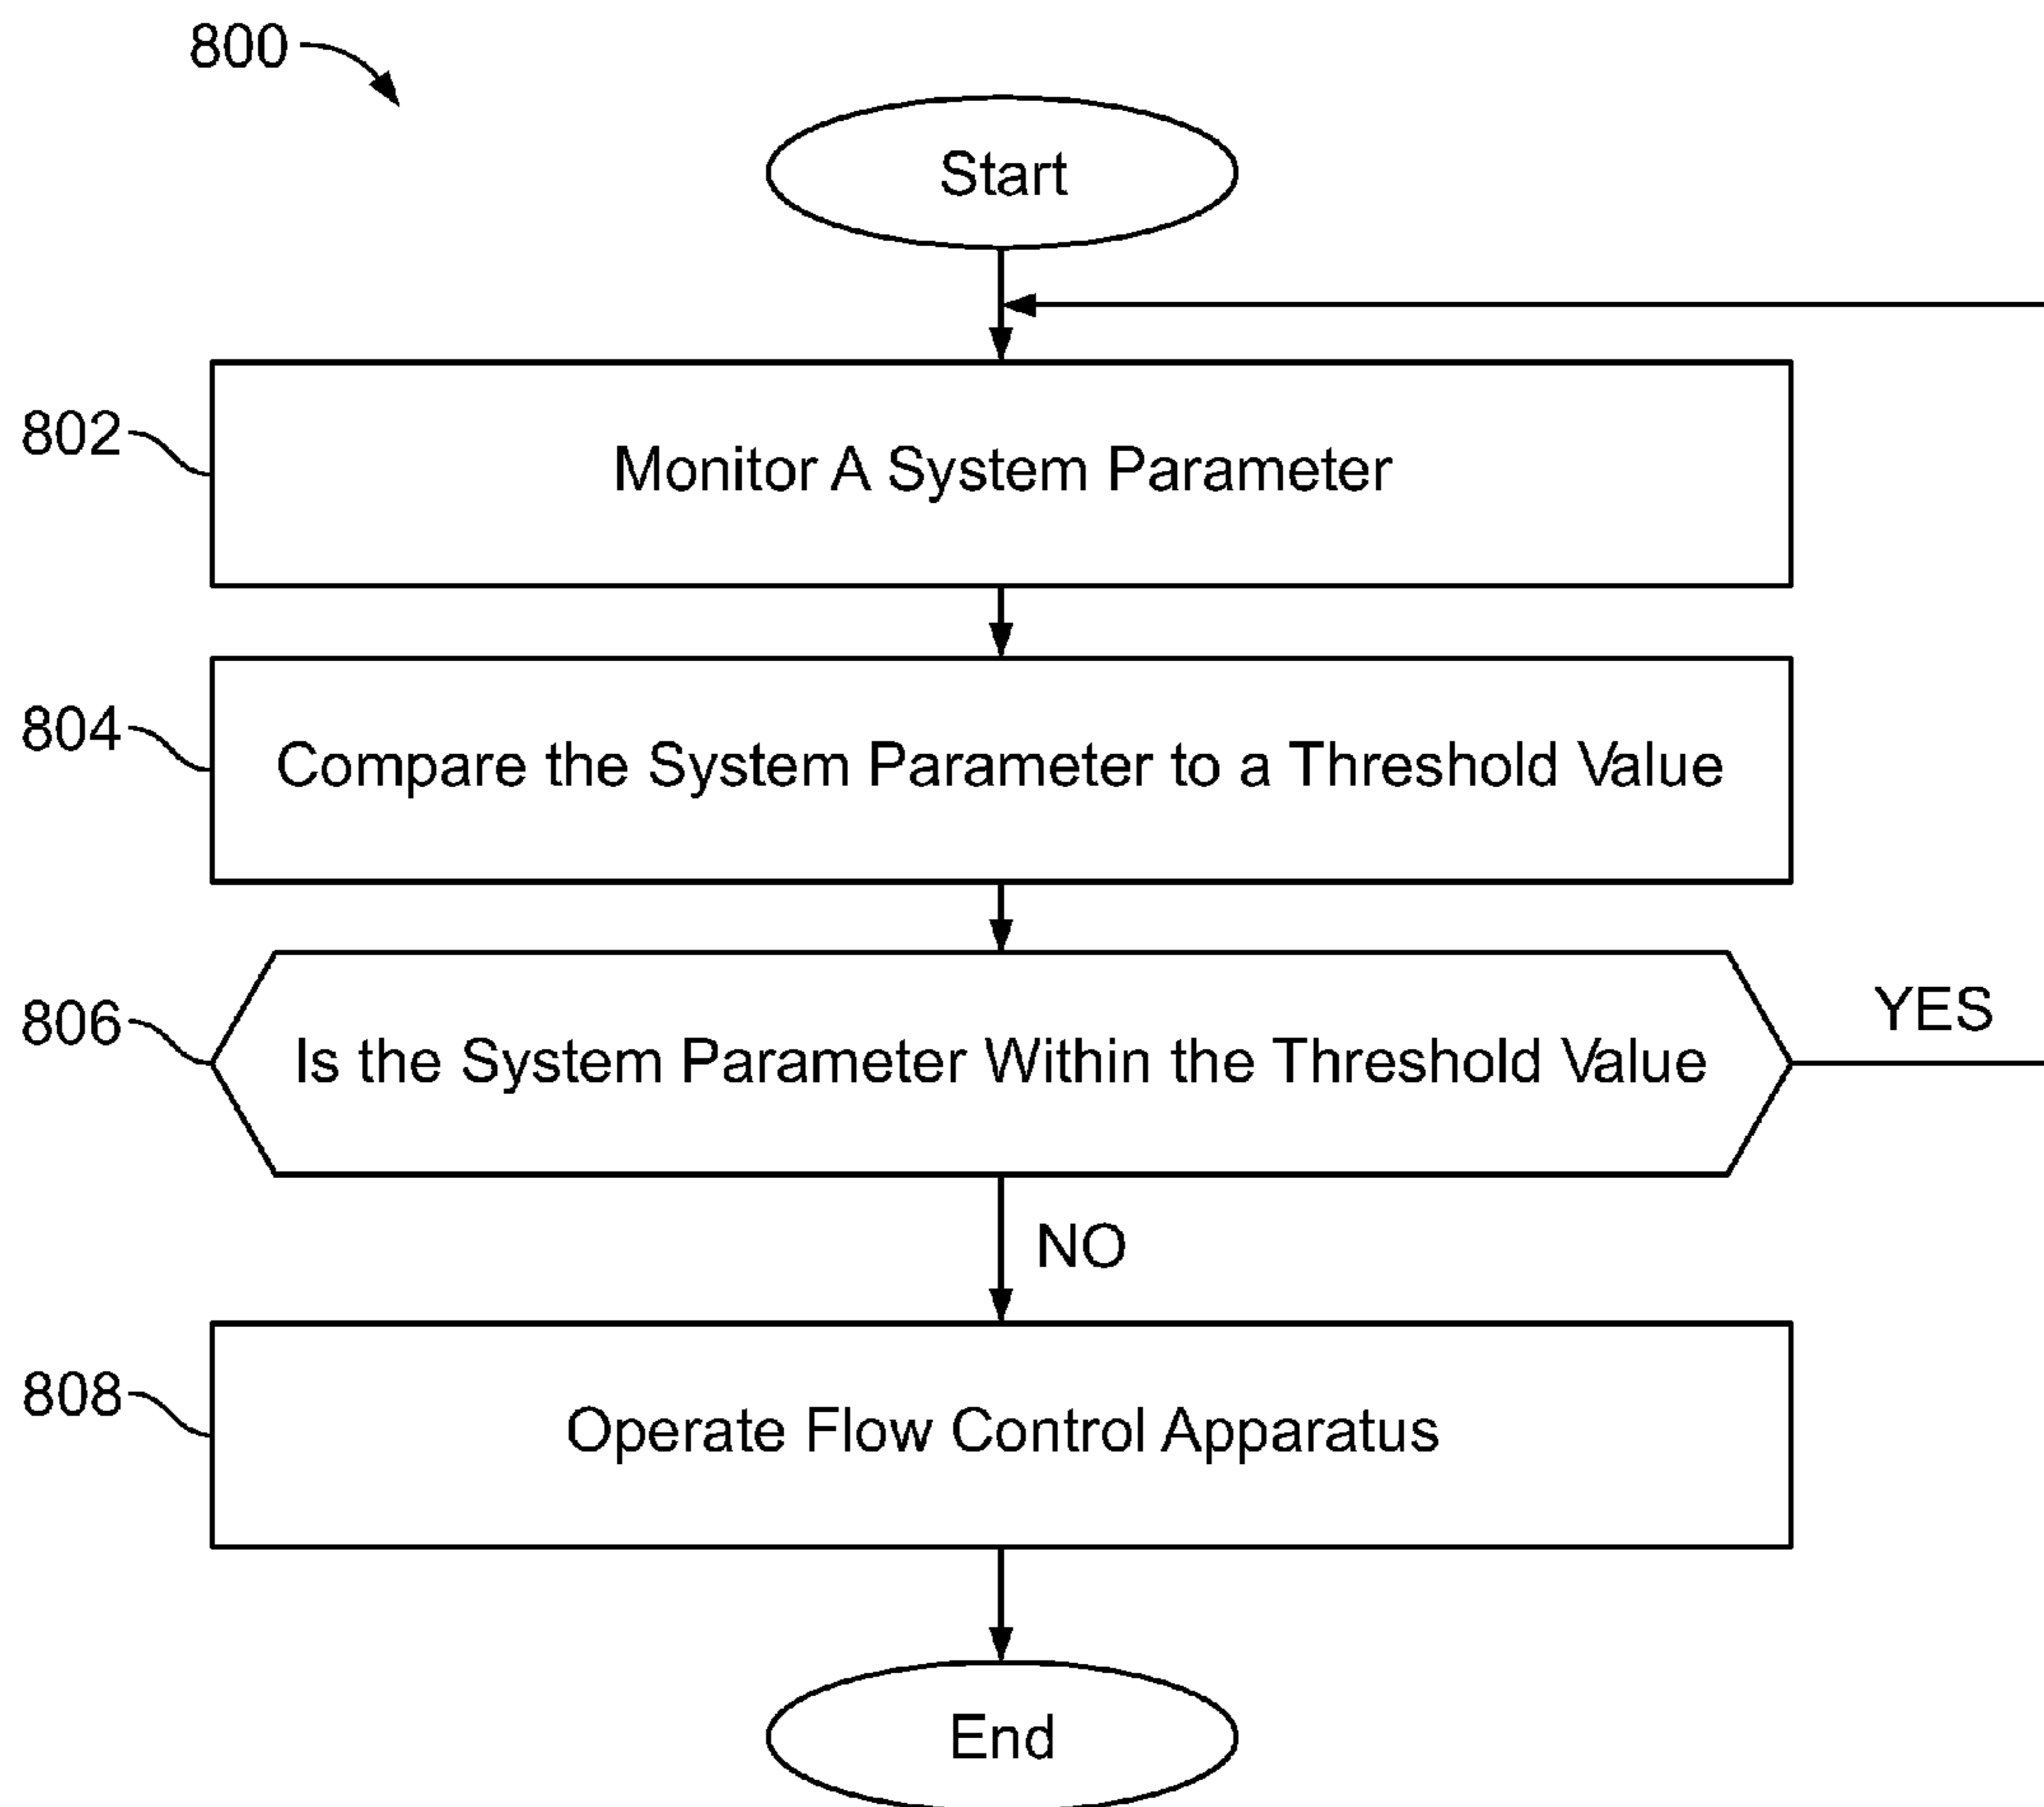 800
Start
802
Monitor A System Parameter
804
Compare the System Parameter to a Threshold Value
806
Is the System Parameter Within the Threshold Value
YES
NO
808
Operate Flow Control Apparatus
End